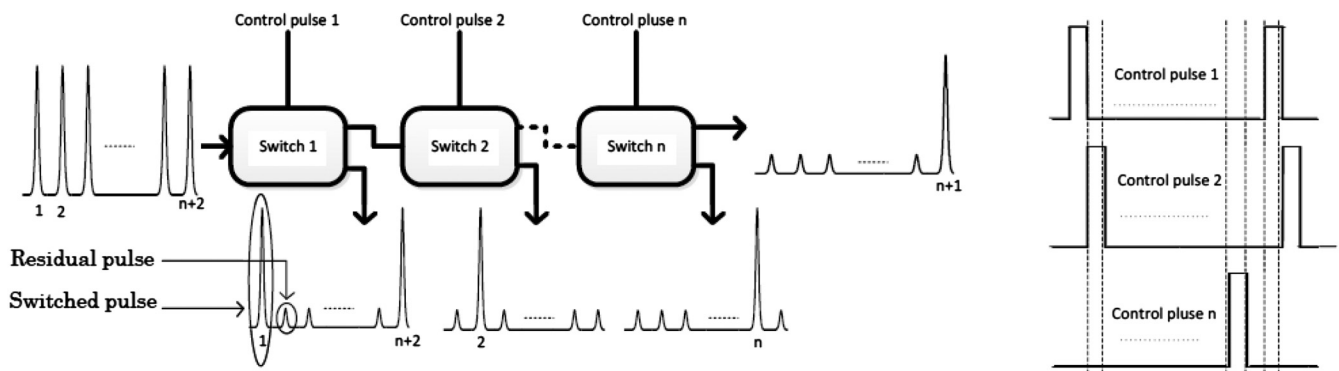 Control pulse 1
Control pulse 2
Control pluse n
Switch 1
Switch 2
Switch n
1
2
n+2
n+1
Residual pulse
Switched pulse
1
n+2
2
n
Control pulse 1
Control pulse 2
Control pluse n